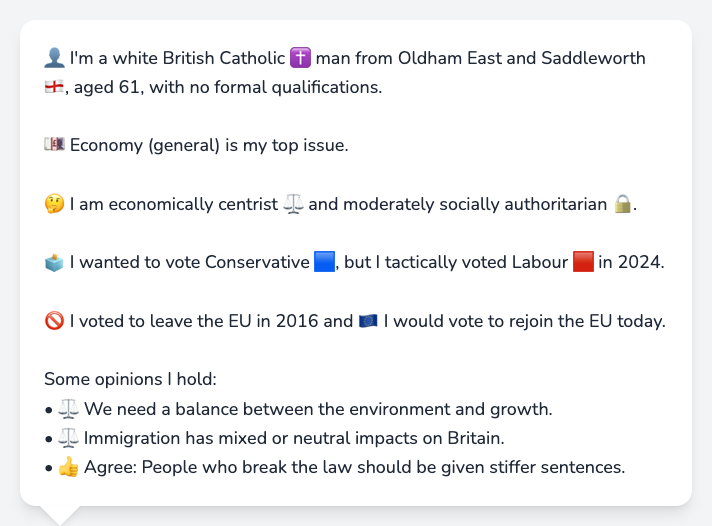 👤 I'm a white British Catholic ✝️ man from Oldham East and Saddleworth
🏴󠁧󠁢󠁥󠁮󠁧󠁿, aged 61, with no formal qualifications.
💷 Economy (general) is my top issue.
🤔 I am economically centrist ⚖️ and moderately socially authoritarian 🔒.
🗳️ I wanted to vote Conservative 🟦, but I tactically voted Labour 🟥 in 2024.
🚫 I voted to leave the EU in 2016 and 🇪🇺 I would vote to rejoin the EU today.
Some opinions I hold:
• ⚖️ We need a balance between the environment and growth.
• ⚖️ Immigration has mixed or neutral impacts on Britain.
• 👍 Agree: People who break the law should be given stiffer sentences.